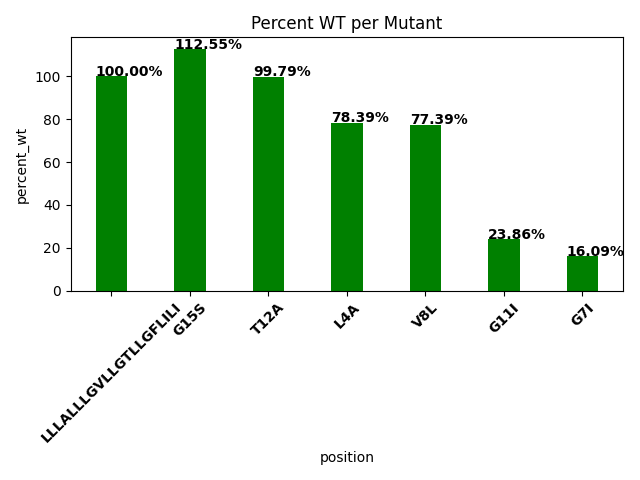 Percent WT per Mutant
percent_wt
100
80
60
40
20
0
100.00%
112.55%
99.79%
78.39%
77.39%
23.86%
16.09%
LLLALLLGVLLGTLLGFLILI
G15S
T12A
L4A
V8L
G11I
G7I
position